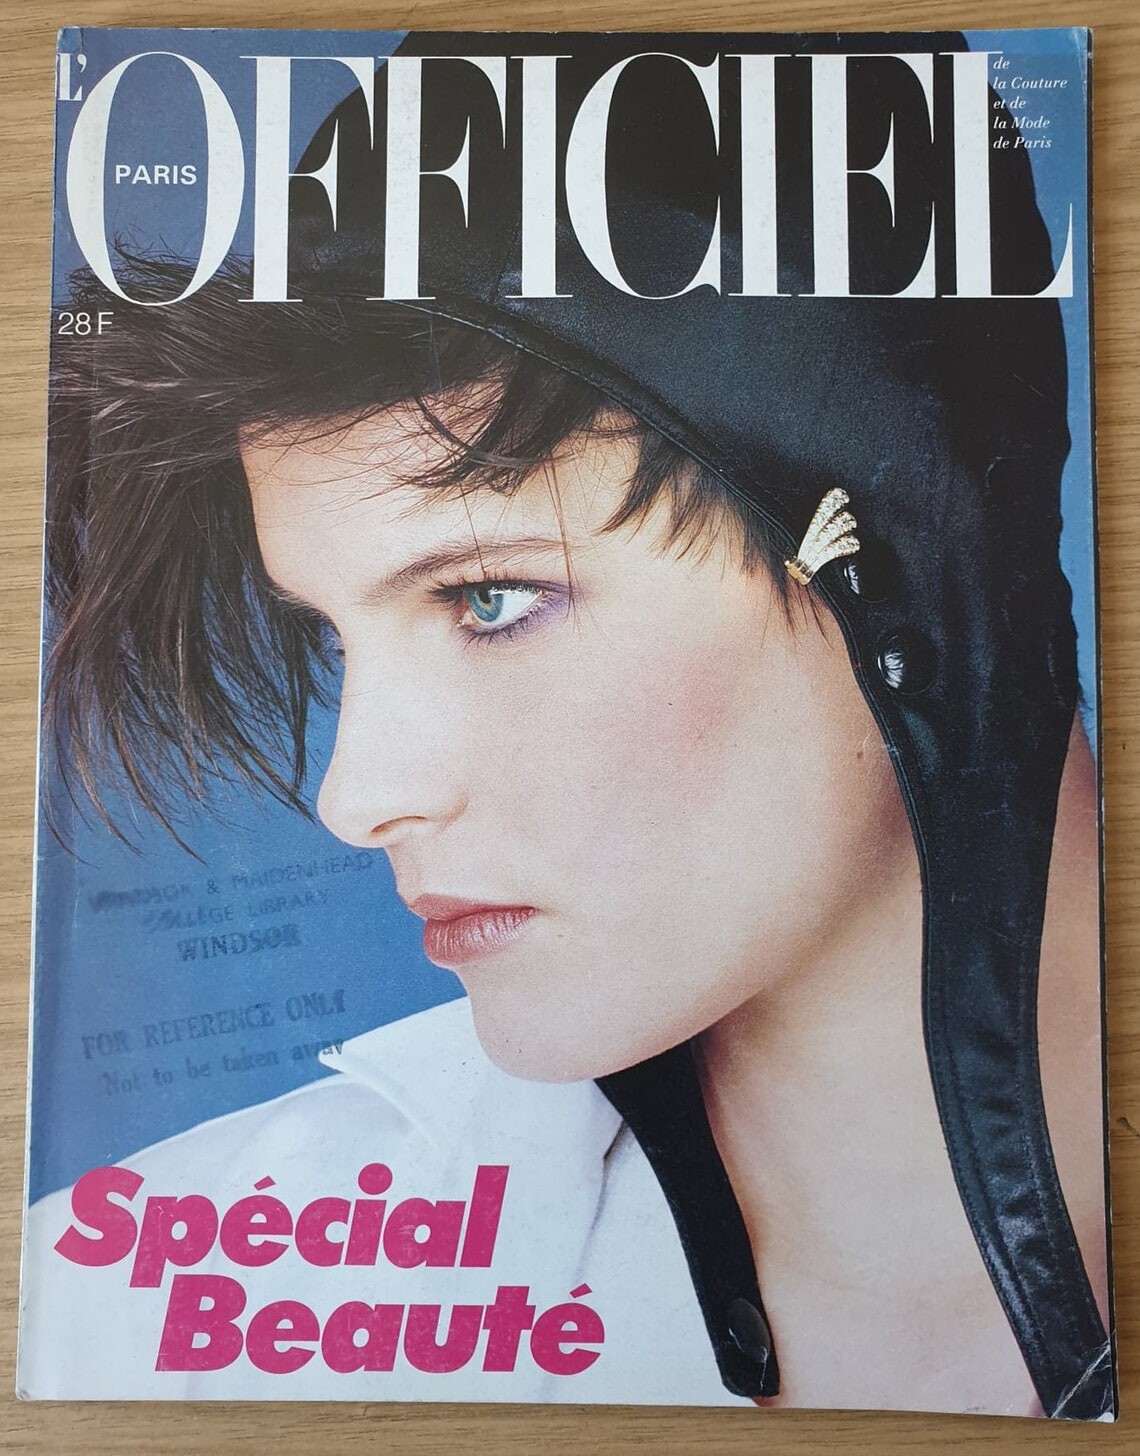 L'OFFICIEL
PARIS
de
la Couture
et de
la Mode
de Paris
28 F
WINDSOR & MAIDENHEAD
COLLEGE LIBRARY
WINDSOR
FOR REFERENCE ONLY
Not to be taken away
Spécial
Beauté